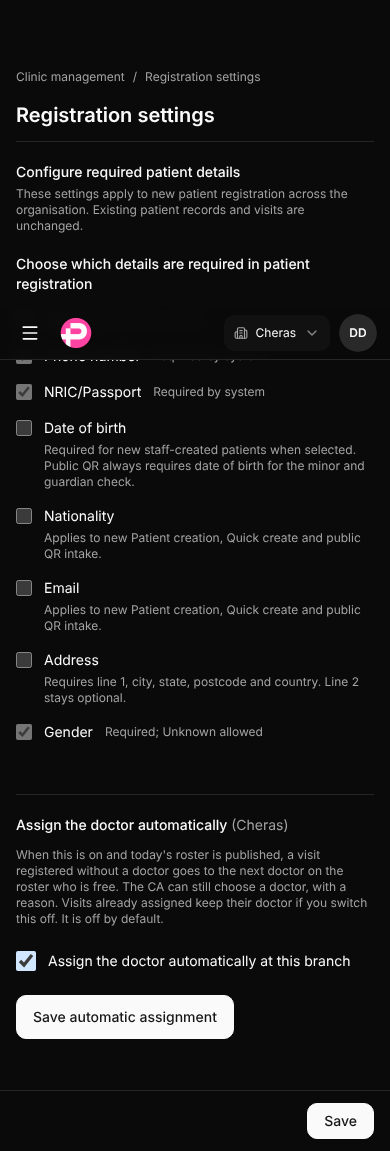 Clinic management / Registration settings
Registration settings
Configure required patient details
These settings apply to new patient registration across the
organisation. Existing patient records and visits are
unchanged.
Choose which details are required in patient
registration
Cheras
DD
NRIC/Passport Required by system
Date of birth
Required for new staff-created patients when selected.
Public QR always requires date of birth for the minor and
guardian check.
Nationality
Applies to new Patient creation, Quick create and public
QR intake.
Email
Applies to new Patient creation, Quick create and public
QR intake.
Address
Requires line 1, city, state, postcode and country. Line 2
stays optional.
Gender Required; Unknown allowed
Assign the doctor automatically (Cheras)
When this is on and today's roster is published, a visit
registered without a doctor goes to the next doctor on the
roster who is free. The CA can still choose a doctor, with a
reason. Visits already assigned keep their doctor if you switch
this off. It is off by default.
Assign the doctor automatically at this branch
Save automatic assignment
Save